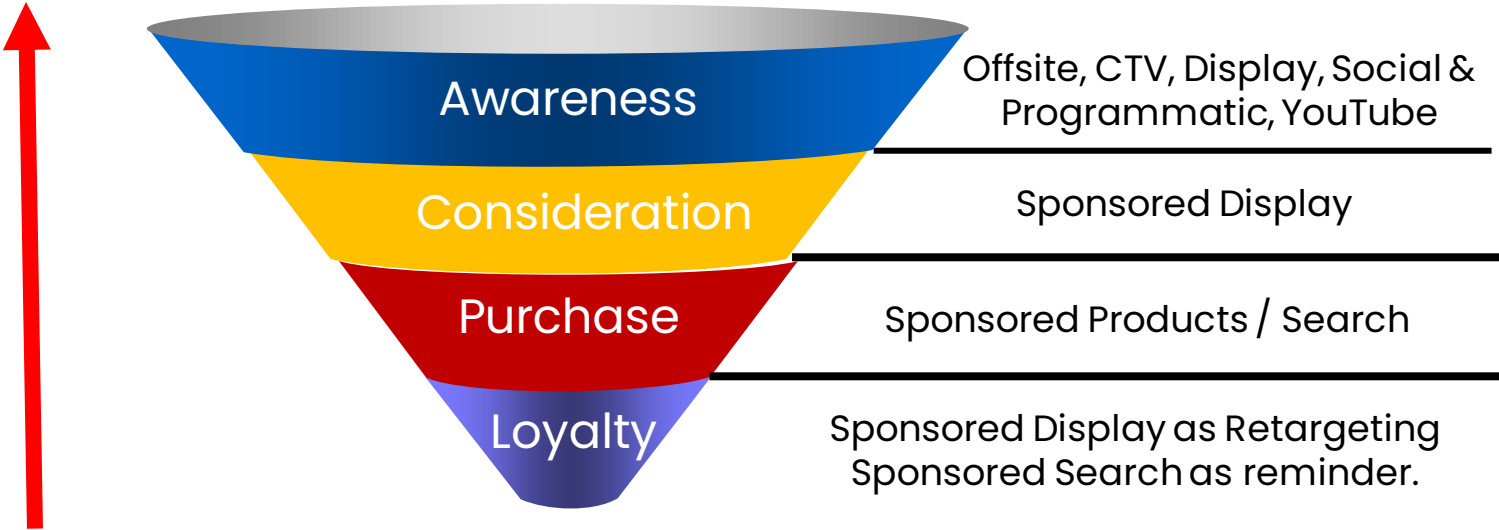 Awareness
Offsite, CTV, Display, Social &
Programmatic, YouTube
Consideration
Sponsored Display
Purchase
Sponsored Products / Search
Loyalty
Sponsored Display as Retargeting
Sponsored Search as reminder.